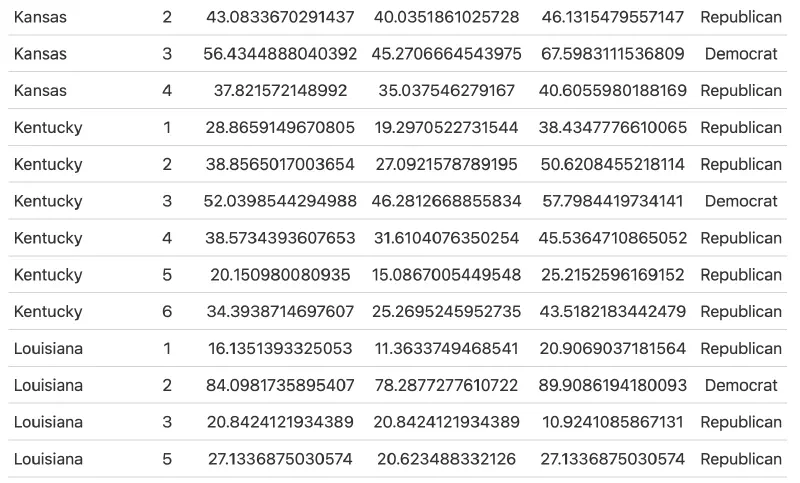 Kansas 2 43.0833670291437 40.0351861025728 46.1315479557147 Republican
Kansas 3 56.4344888040392 45.2706664543975 67.5983111536809 Democrat
Kansas 4 37.821572148992 35.037546279167 40.6055980188169 Republican
Kentucky 1 28.8659149670805 19.2970522731544 38.4347776610065 Republican
Kentucky 2 38.8565017003654 27.0921578789195 50.6208455218114 Republican
Kentucky 3 52.0398544294988 46.2812668855834 57.7984419734141 Democrat
Kentucky 4 38.5734393607653 31.6104076350254 45.5364710865052 Republican
Kentucky 5 20.150980080935 15.0867005449548 25.2152596169152 Republican
Kentucky 6 34.3938714697607 25.2695245952735 43.5182183442479 Republican
Louisiana 1 16.1351393325053 11.3633749468541 20.9069037181564 Republican
Louisiana 2 84.0981735895407 78.2877277610722 89.9086194180093 Democrat
Louisiana 3 20.8424121934389 20.8424121934389 10.9241085867131 Republican
Louisiana 5 27.1336875030574 20.623488332126 27.1336875030574 Republican